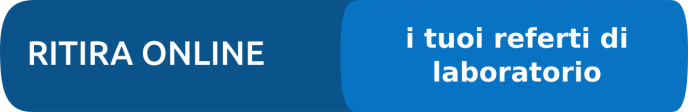 RITIRA ONLINE
i tuoi referti di
laboratorio